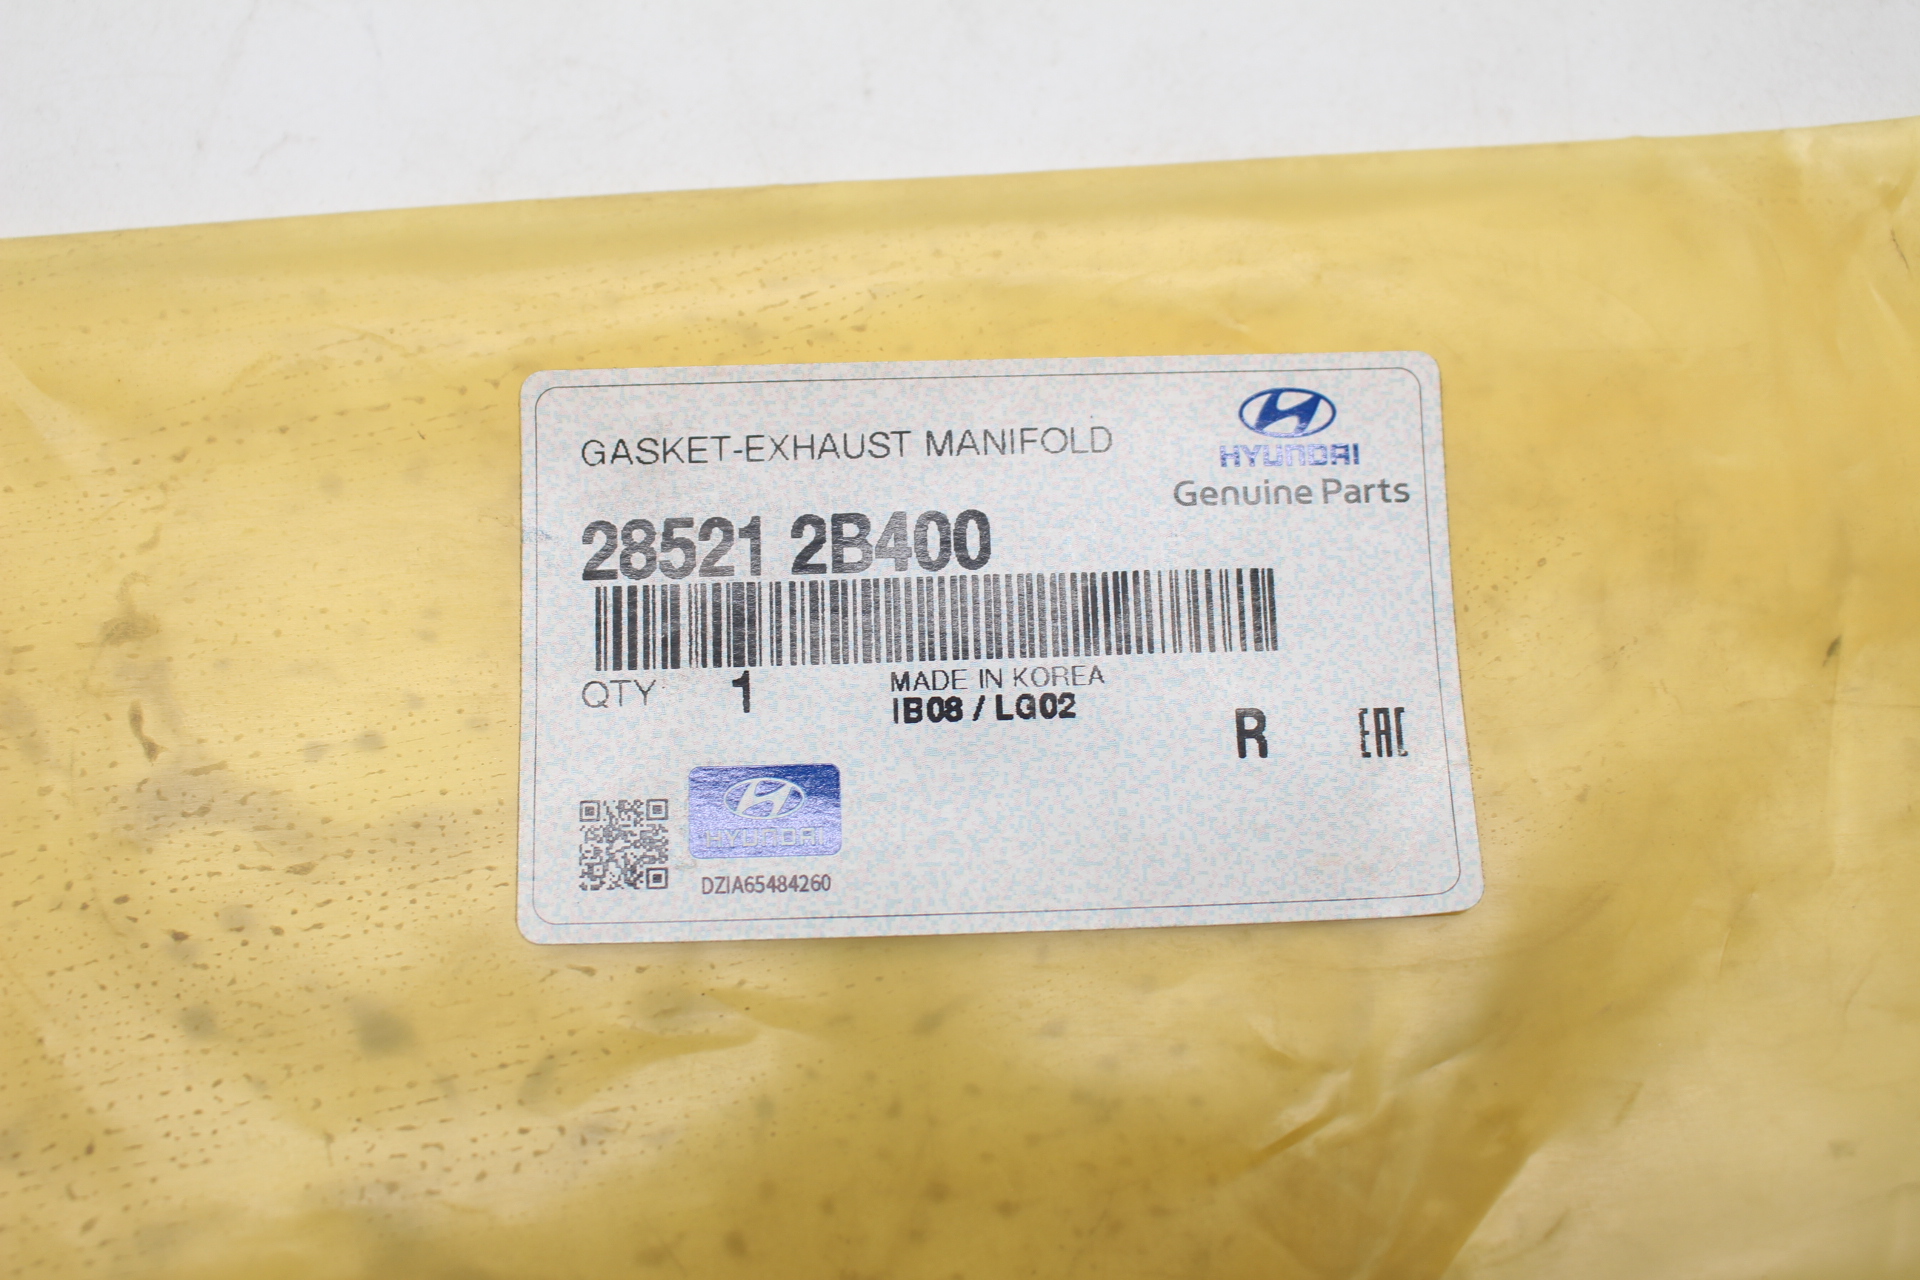 GASKET-EXHAUST MANIFOLD
HYUNDAI
Genuine Parts
28521 2B400
QTY 1
MADE IN KOREA
IB08 / LG02
R
EAC
HYUNDAI
DZIA65484260